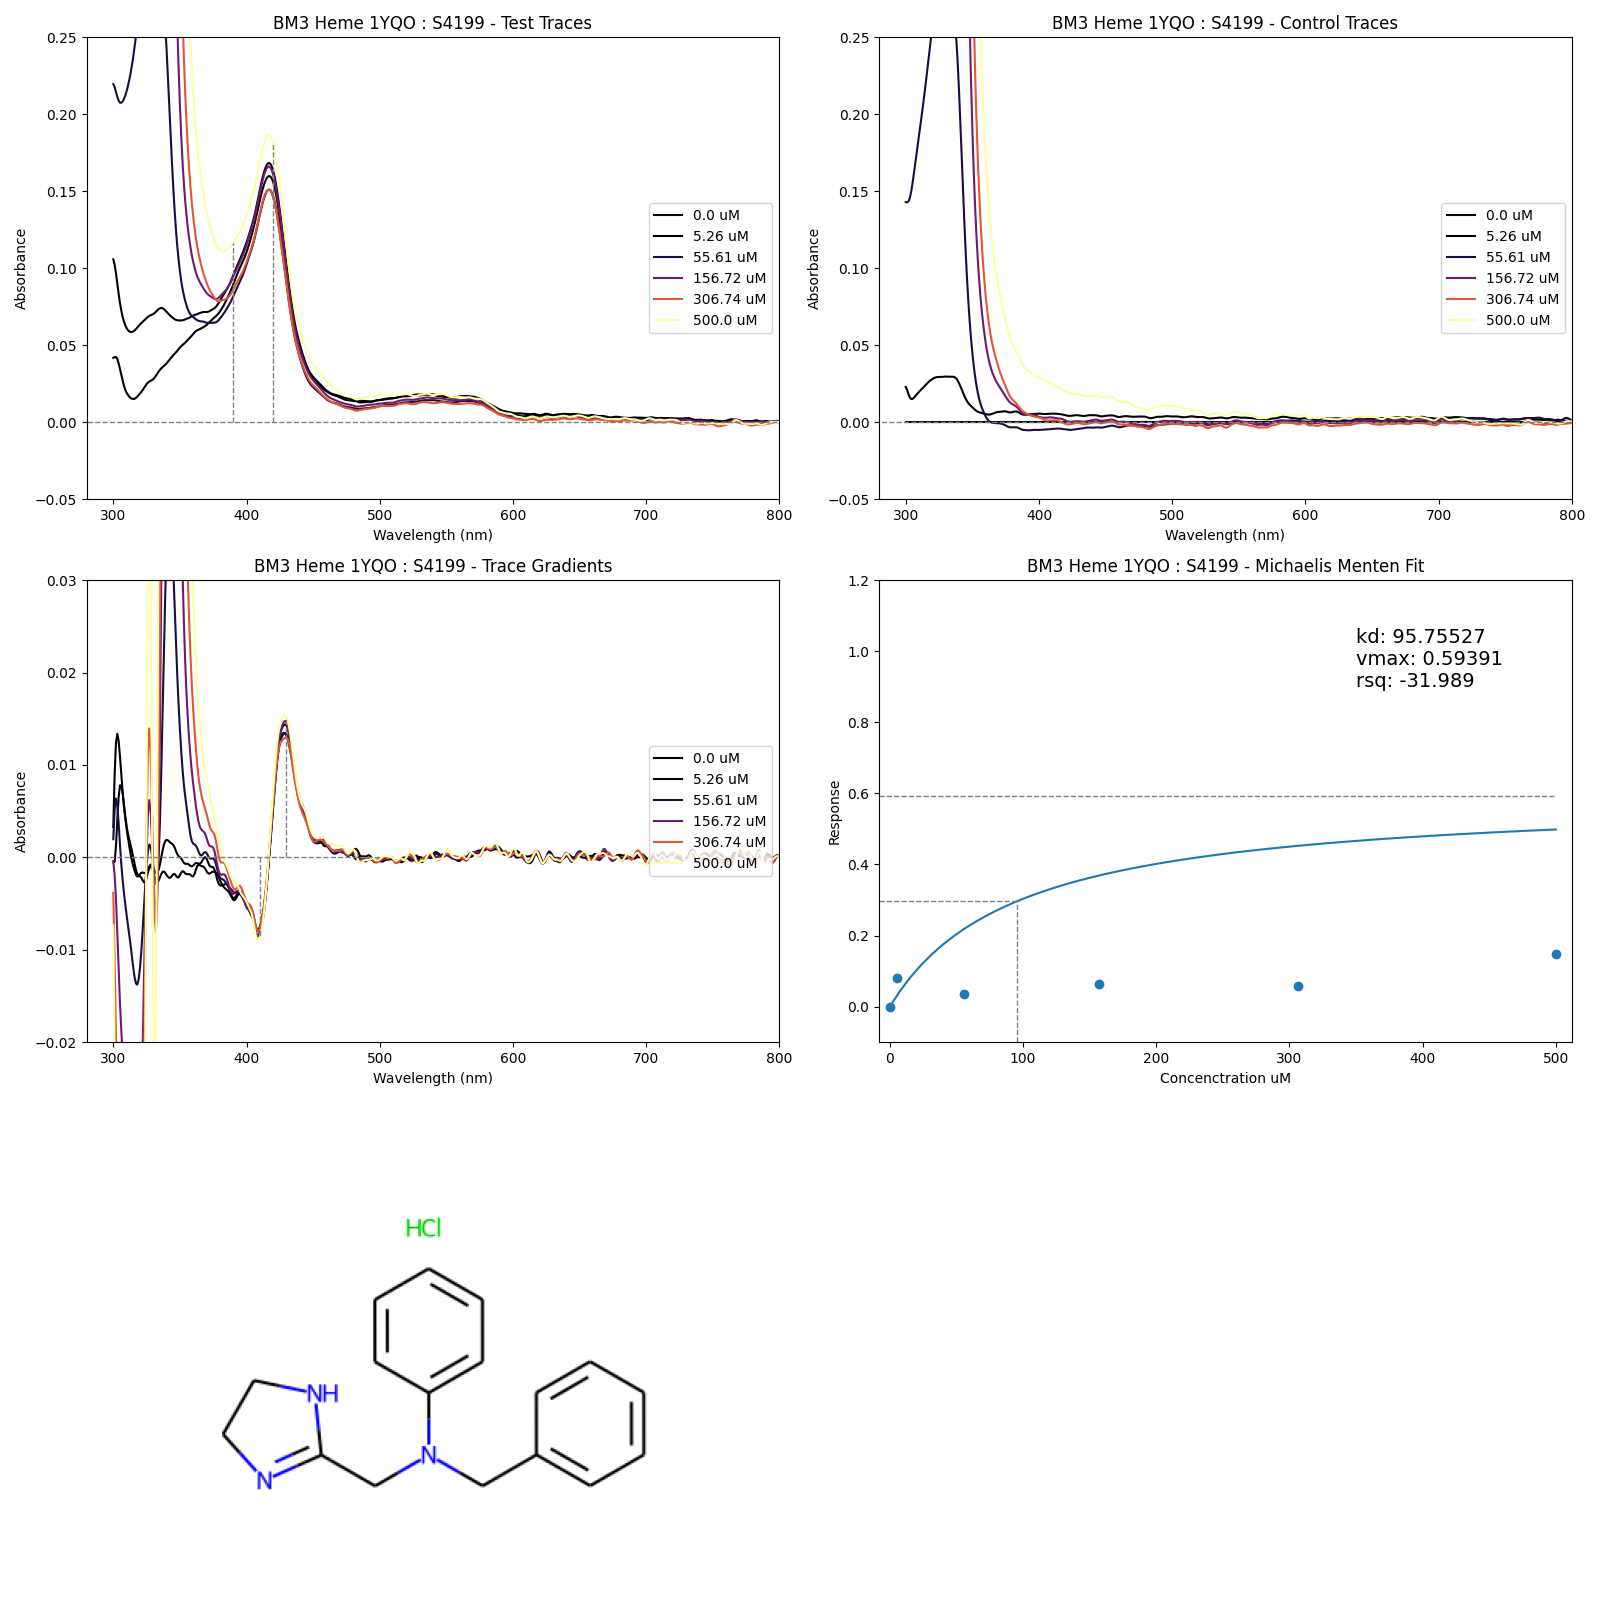 BM3 Heme 1YQO : S4199 - Test Traces
0.25
0.20
0.15
0.10
0.05
0.00
−0.05
Absorbance
300
400
500
600
700
800
Wavelength (nm)
0.0 uM
5.26 uM
55.61 uM
156.72 uM
306.74 uM
500.0 uM
BM3 Heme 1YQO : S4199 - Control Traces
0.25
0.20
0.15
0.10
0.05
0.00
−0.05
Absorbance
300
400
500
600
700
800
Wavelength (nm)
0.0 uM
5.26 uM
55.61 uM
156.72 uM
306.74 uM
500.0 uM
BM3 Heme 1YQO : S4199 - Trace Gradients
0.03
0.02
0.01
0.00
−0.01
−0.02
Absorbance
300
400
500
600
700
800
Wavelength (nm)
0.0 uM
5.26 uM
55.61 uM
156.72 uM
306.74 uM
500.0 uM
BM3 Heme 1YQO : S4199 - Michaelis Menten Fit
1.2
1.0
0.8
0.6
0.4
0.2
0.0
Response
kd: 95.75527
vmax: 0.59391
rsq: -31.989
0
100
200
300
400
500
Concenctration uM
HCl
NH
N
N